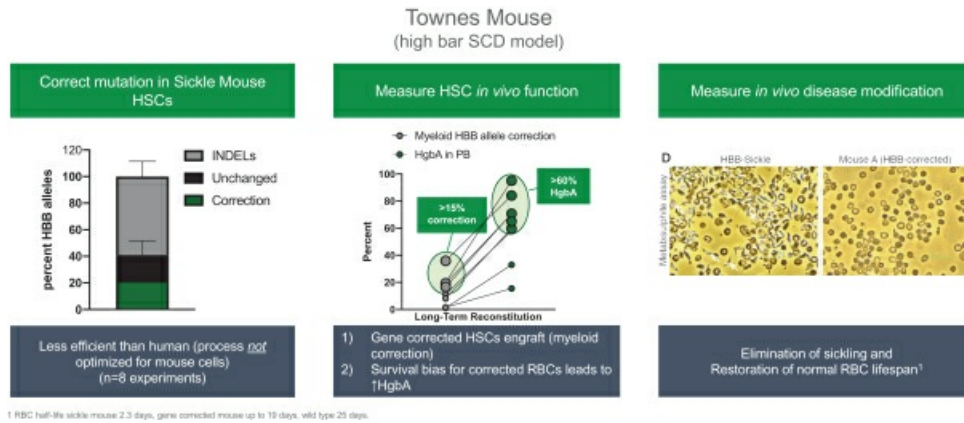 Townes Mouse
(high bar SCD model)
Correct mutation in Sickle Mouse
HSCs
percent HBB alleles
120
100
80
60
40
20
0
INDELs
Unchanged
Correction
Less efficient than human (process not
optimized for mouse cells)
(n=8 experiments)
Measure HSC in vivo function
Myeloid HBB allele correction
HgbA in PB
Percent
100
80
60
40
20
0
>15%
correction
>60%
HgbA
Long-Term Reconstitution
1) Gene corrected HSCs engraft (myeloid
correction)
2) Survival bias for corrected RBCs leads to
↑HgbA
Measure in vivo disease modification
D
HBB-Sickle
Mouse A (HBB-corrected)
Metabisulphite assay
Elimination of sickling and
Restoration of normal RBC lifespan¹
1 RBC half-life sickle mouse 2.3 days, gene corrected mouse up to 19 days, wild type 25 days.